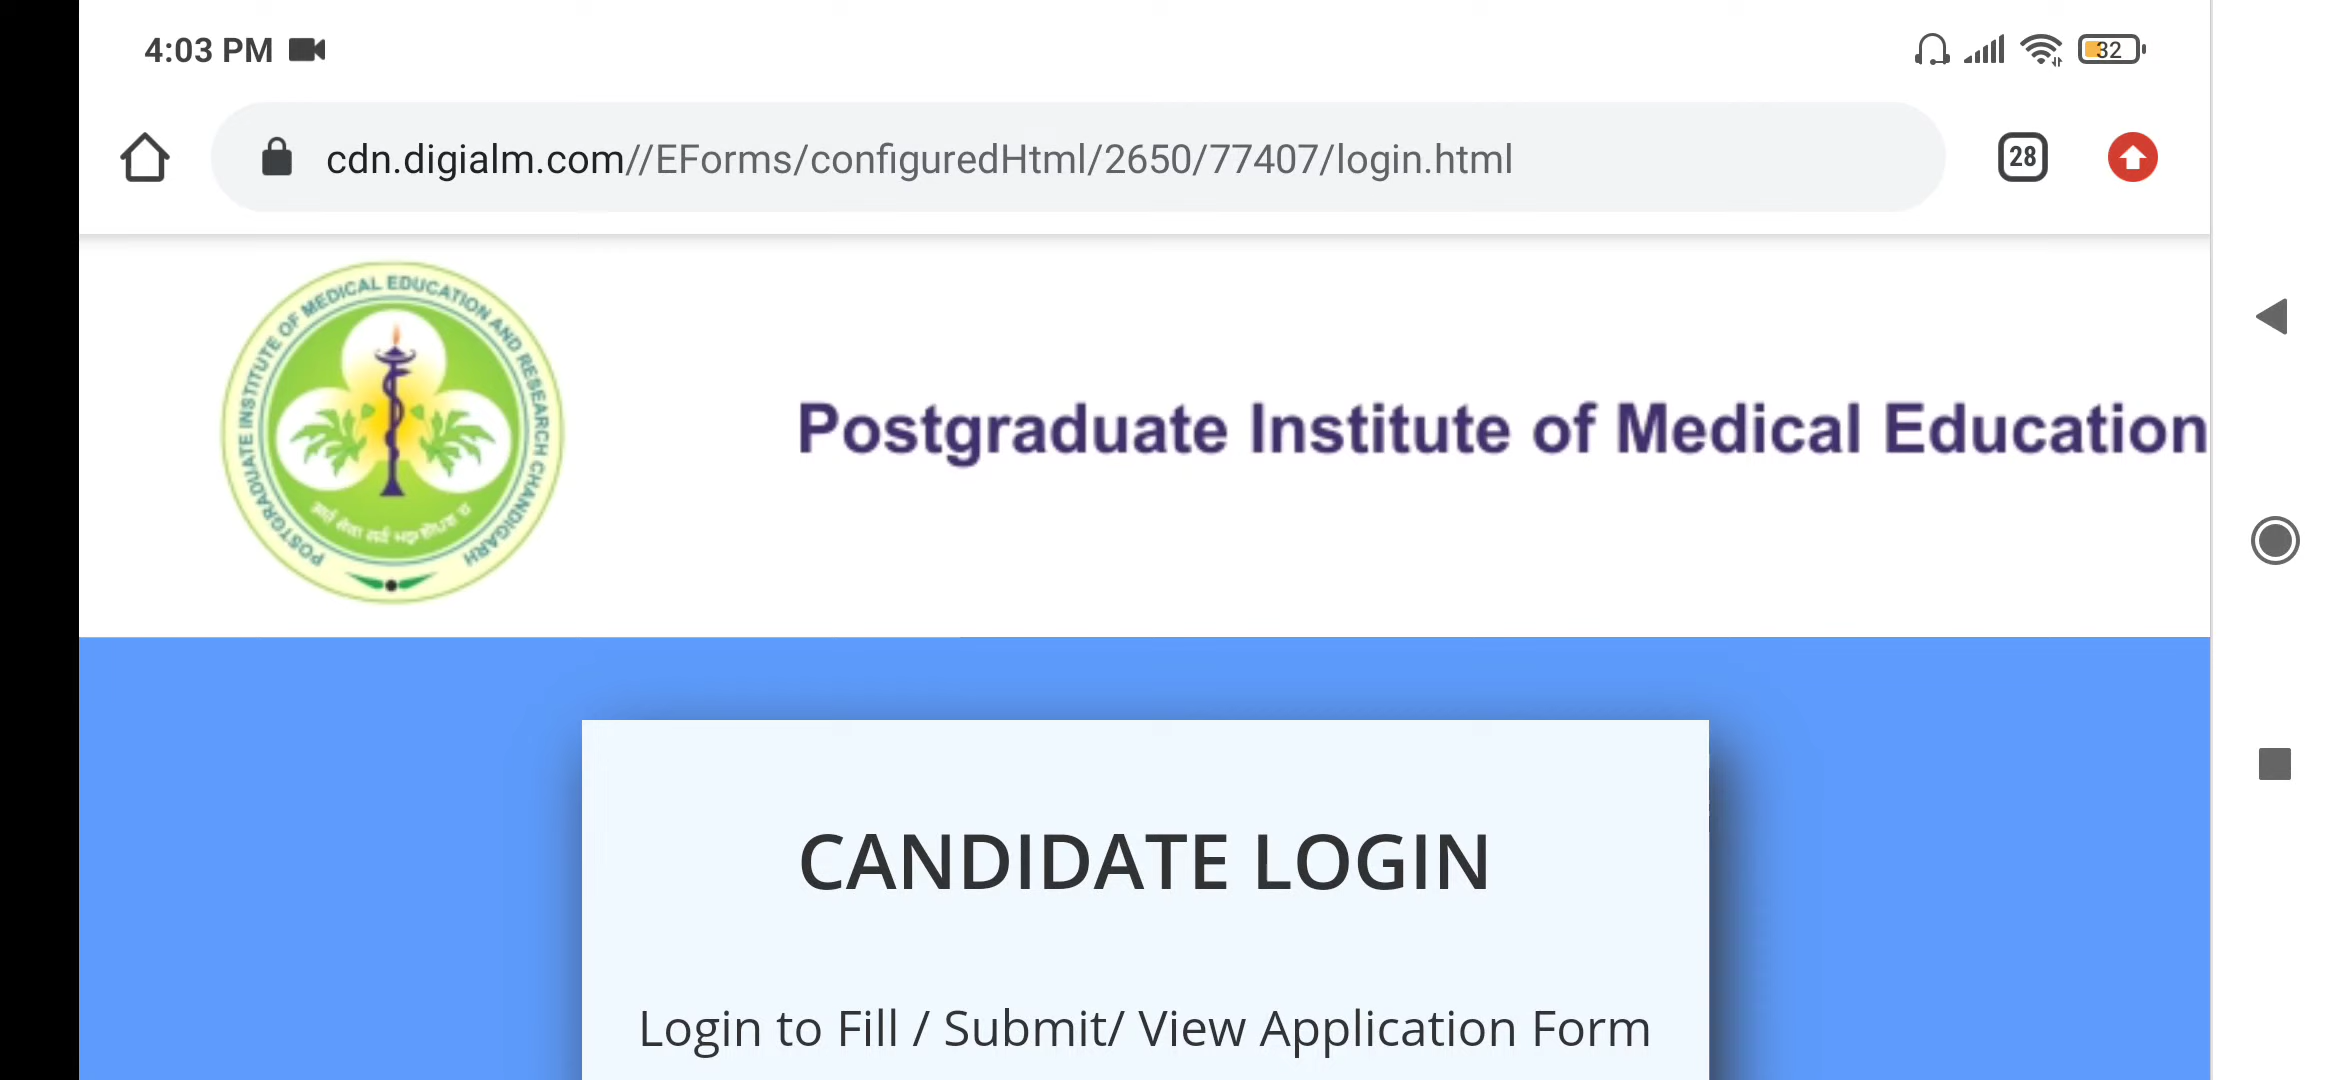 4:03 PM
32
cdn.digialm.com//EForms/configuredHtml/2650/77407/login.html
28
POSTGRADUATE INSTITUTE OF MEDICAL EDUCATION AND RESEARCH CHANDIGARH
Postgraduate Institute of Medical Education
CANDIDATE LOGIN
Login to Fill / Submit/ View Application Form